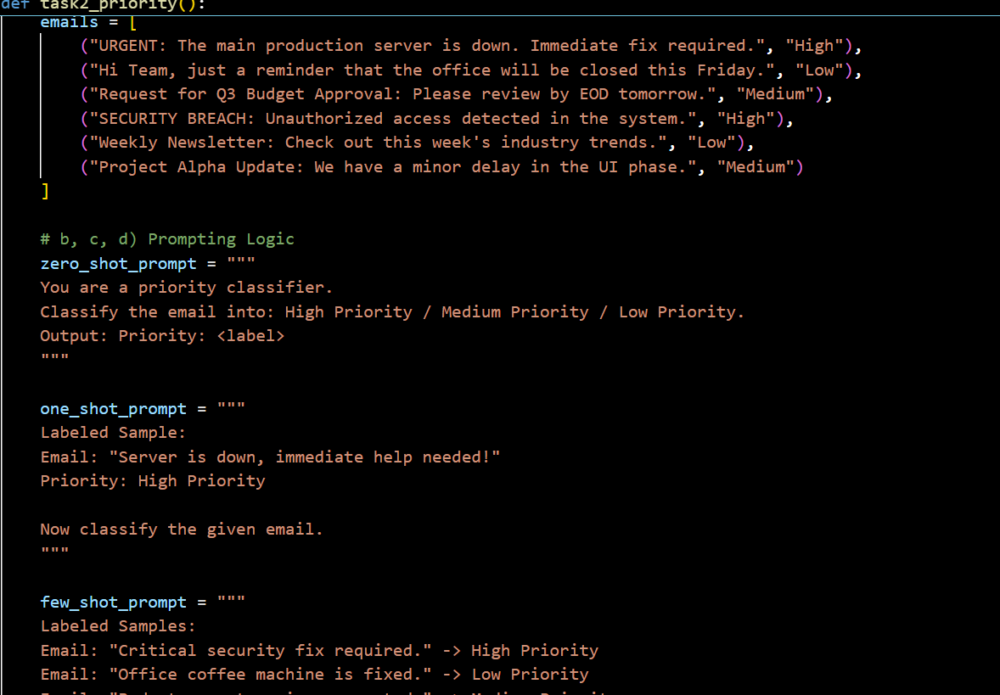 def task2_priority():
emails = [
("URGENT: The main production server is down. Immediate fix required.", "High"),
("Hi Team, just a reminder that the office will be closed this Friday.", "Low"),
("Request for Q3 Budget Approval: Please review by EOD tomorrow.", "Medium"),
("SECURITY BREACH: Unauthorized access detected in the system.", "High"),
("Weekly Newsletter: Check out this week's industry trends.", "Low"),
("Project Alpha Update: We have a minor delay in the UI phase.", "Medium")
]
# b, c, d) Prompting Logic
zero_shot_prompt = """
You are a priority classifier.
Classify the email into: High Priority / Medium Priority / Low Priority.
Output: Priority: <label>
"""
one_shot_prompt = """
Labeled Sample:
Email: "Server is down, immediate help needed!"
Priority: High Priority
Now classify the given email.
"""
few_shot_prompt = """
Labeled Samples:
Email: "Critical security fix required." -> High Priority
Email: "Office coffee machine is fixed." -> Low Priority